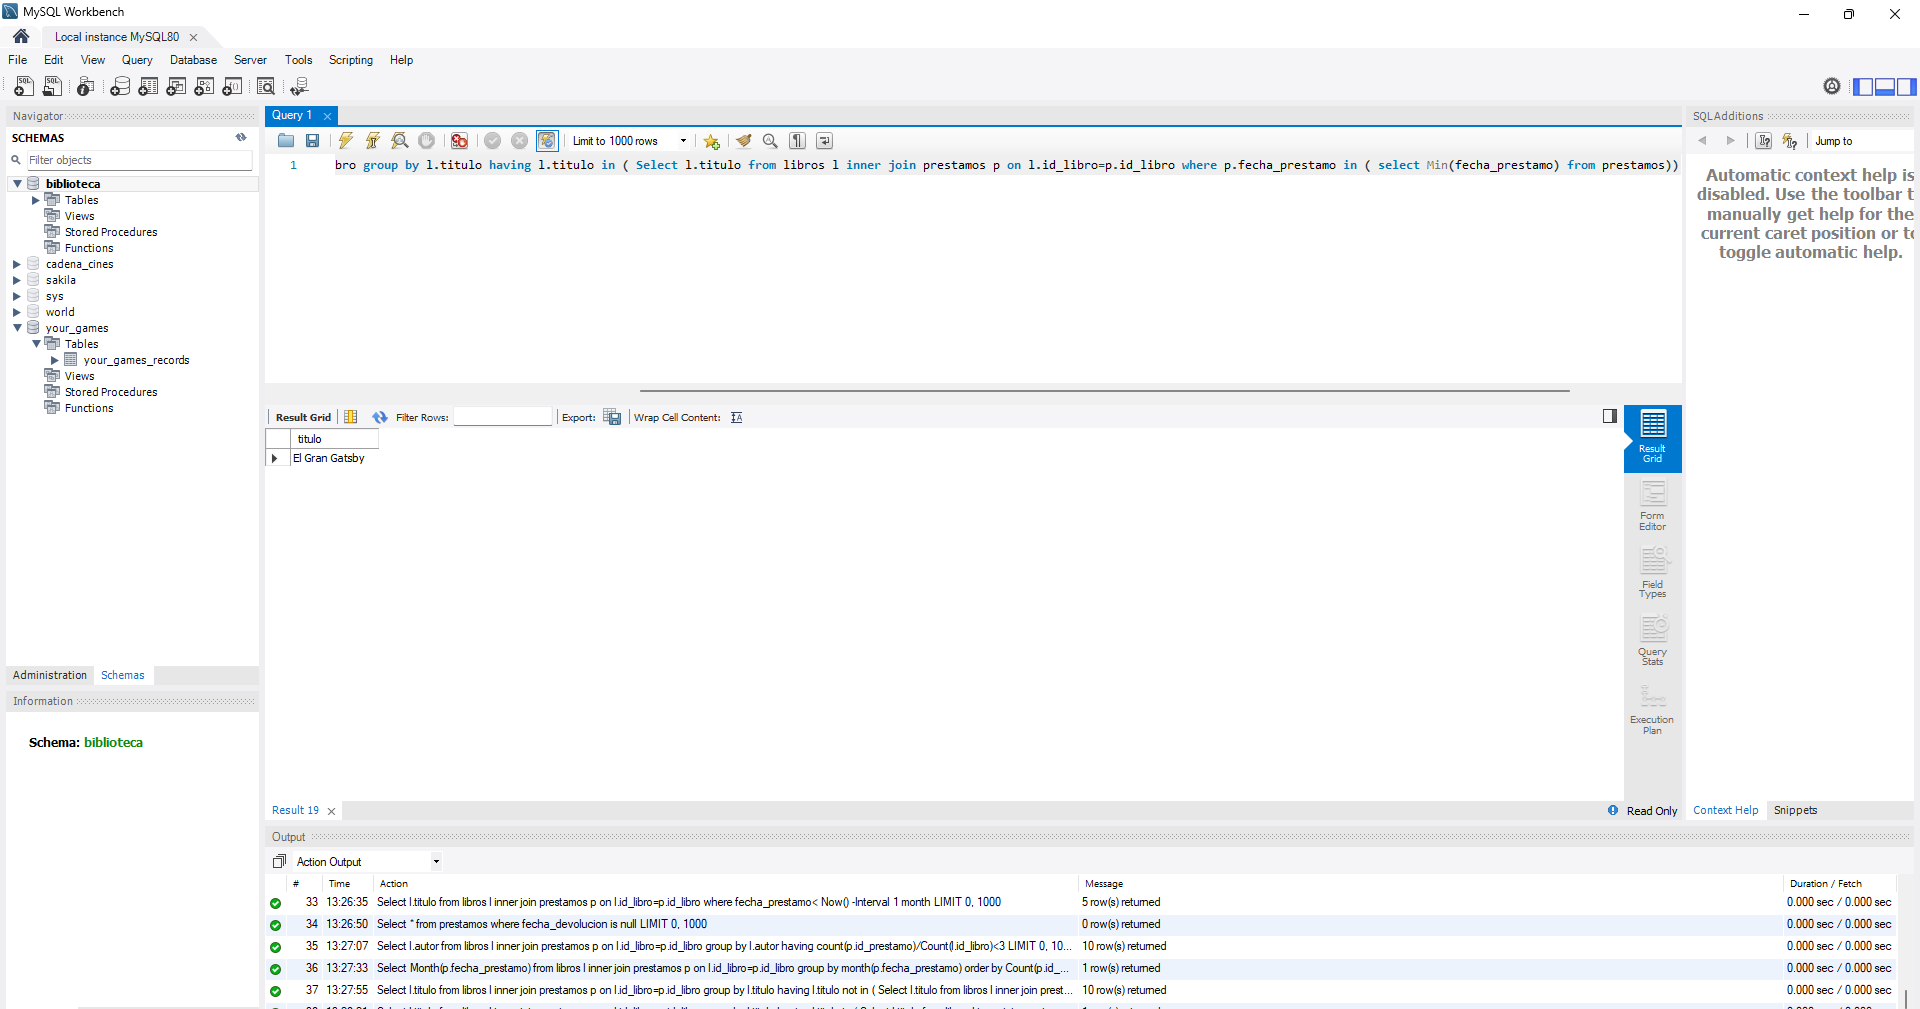 MySQL Workbench
Local instance MySQL80
File Edit View Query Database Server Tools Scripting Help
Navigator
SCHEMAS
Filter objects
biblioteca
Tables
Views
Stored Procedures
Functions
cadena_cines
sakila
sys
world
your_games
Tables
your_games_records
Views
Stored Procedures
Functions
Administration Schemas
Information
Schema: biblioteca
Query 1
Limit to 1000 rows
1 bro group by l.titulo having l.titulo in ( Select l.titulo from libros l inner join prestamos p on l.id_libro=p.id_libro where p.fecha_prestamo in ( select Min(fecha_prestamo) from prestamos))
Result Grid Filter Rows: Export: Wrap Cell Content:
titulo
El Gran Gatsby
Result Grid
Form Editor
Field Types
Query Stats
Execution Plan
Result 19
Read Only
SQLAdditions
Jump to
Automatic context help is
disabled. Use the toolbar t
manually get help for the
current caret position or to
toggle automatic help.
Context Help Snippets
Output
Action Output
# Time Action Message Duration / Fetch
33 13:26:35 Select l.titulo from libros l inner join prestamos p on l.id_libro=p.id_libro where fecha_prestamo< Now() -Interval 1 month LIMIT 0, 1000 5 row(s) returned 0.000 sec / 0.000 sec
34 13:26:50 Select * from prestamos where fecha_devolucion is null LIMIT 0, 1000 0 row(s) returned 0.000 sec / 0.000 sec
35 13:27:07 Select l.autor from libros l inner join prestamos p on l.id_libro=p.id_libro group by l.autor having count(p.id_prestamo)/Count(l.id_libro)<3 LIMIT 0, 10... 10 row(s) returned 0.000 sec / 0.000 sec
36 13:27:33 Select Month(p.fecha_prestamo) from libros l inner join prestamos p on l.id_libro=p.id_libro group by month(p.fecha_prestamo) order by Count(p.id_... 1 row(s) returned 0.000 sec / 0.000 sec
37 13:27:55 Select l.titulo from libros l inner join prestamos p on l.id_libro=p.id_libro group by l.titulo having l.titulo not in ( Select l.titulo from libros l inner join prest... 10 row(s) returned 0.000 sec / 0.000 sec